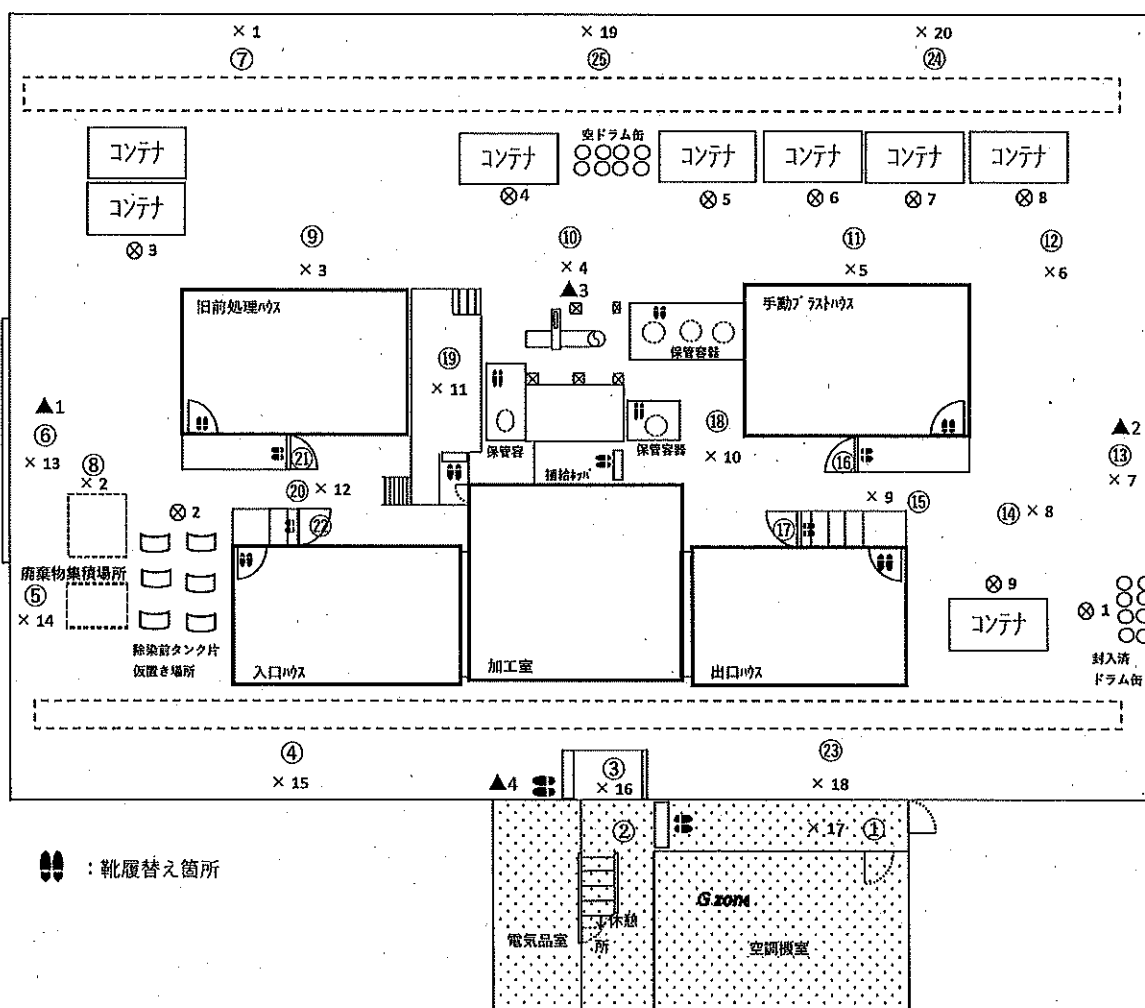 × 1
× 19
× 20
⑦
㉕
㉔
コンテナ
コンテナ
空ドラム缶
コンテナ
コンテナ
コンテナ
コンテナ
コンテナ
⊗4
⊗5
⊗6
⊗7
⊗8
⊗3
⑨
⑩
⑪
⑫
× 3
× 4
× 5
× 6
▲3
旧前処理ハウス
手動ブラストハウス
保管容器
⑲
× 11
▲1
⑥
× 13
⑱
× 10
保管容
保管容器
補給ホッパ
▲2
⑬
× 7
⑧
× 2
㉑
⑯
⑳
× 12
× 9
⑮
⑭ × 8
⊗2
㉒
⑰
廃棄物集積場所
⑤
× 14
⊗9
コンテナ
⊗1
除染前タンク片
仮置き場所
入口ハウス
加工室
出口ハウス
封入済
ドラム缶
④
× 15
㉓
× 18
▲4
③
× 16
②
× 17
①
：靴履替え箇所
G zone
休憩
所
電気品室
空調機室